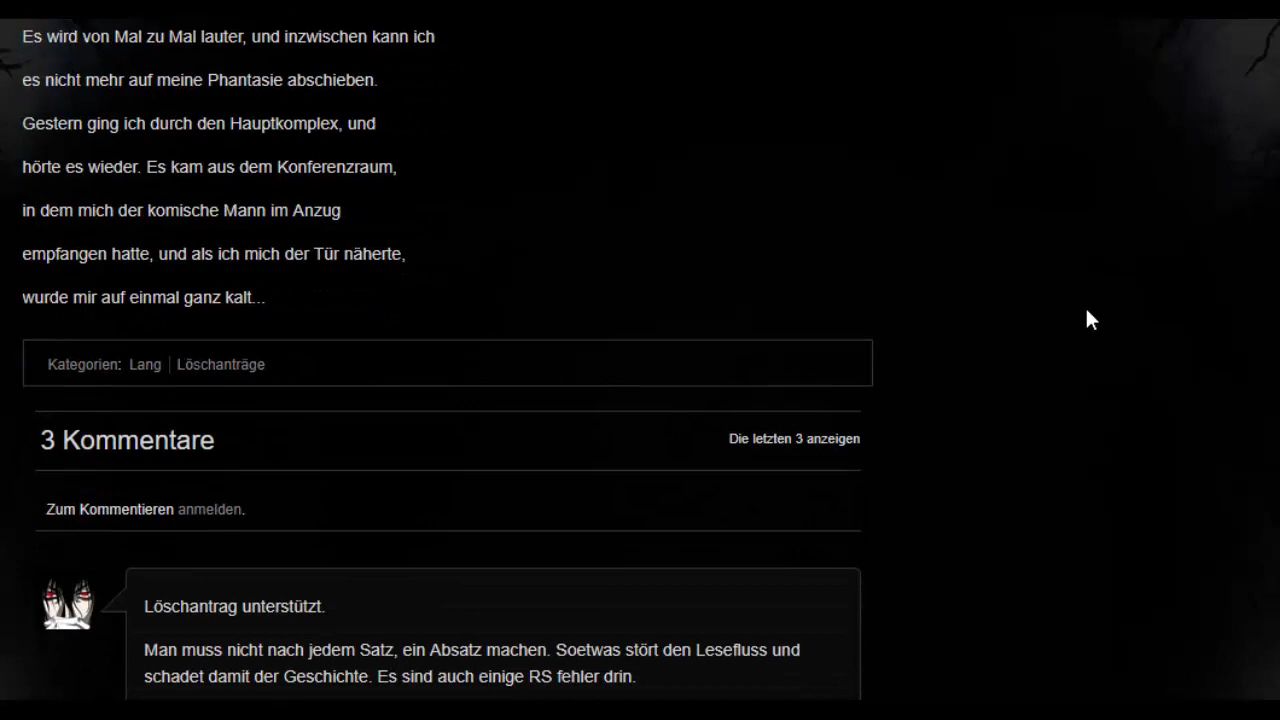 Es wird von Mal zu Mal lauter, und inzwischen kann ich
es nicht mehr auf meine Phantasie abschieben.
Gestern ging ich durch den Hauptkomplex, und
hörte es wieder. Es kam aus dem Konferenzraum,
in dem mich der komische Mann im Anzug
empfangen hatte, und als ich mich der Tür näherte,
wurde mir auf einmal ganz kalt...
Kategorien: Lang | Löschanträge
3 Kommentare
Die letzten 3 anzeigen
Zum Kommentieren anmelden.
Löschantrag unterstützt.
Man muss nicht nach jedem Satz, ein Absatz machen. Soetwas stört den Lesefluss und
schadet damit der Geschichte. Es sind auch einige RS fehler drin.